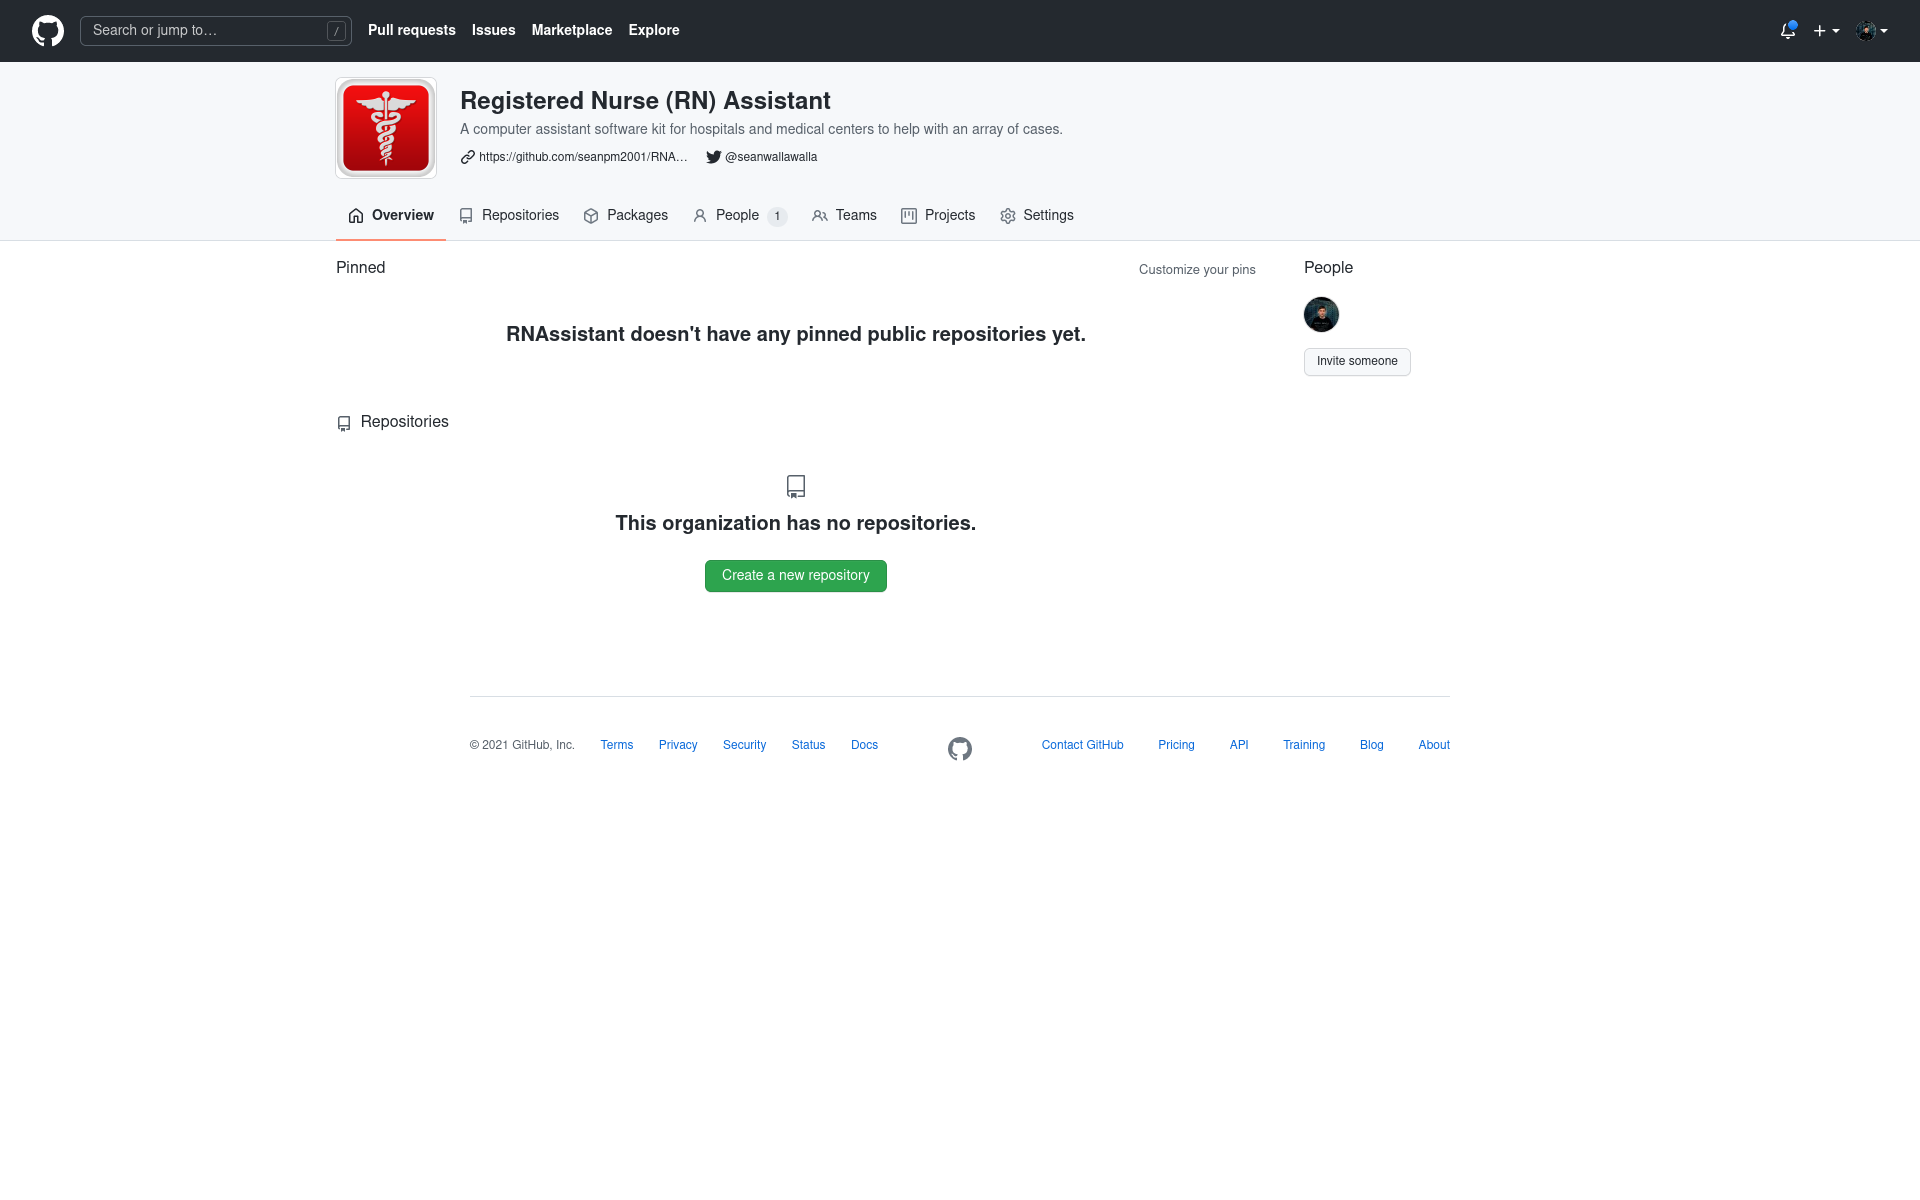 Search or jump to…
/
Pull requests
Issues
Marketplace
Explore
Registered Nurse (RN) Assistant
A computer assistant software kit for hospitals and medical centers to help with an array of cases.
https://github.com/seanpm2001/RNA…
@seanwallawalla
Overview
Repositories
Packages
People 1
Teams
Projects
Settings
Pinned
Customize your pins
RNAssistant doesn't have any pinned public repositories yet.
People
Invite someone
Repositories
This organization has no repositories.
Create a new repository
© 2021 GitHub, Inc.
Terms
Privacy
Security
Status
Docs
Contact GitHub
Pricing
API
Training
Blog
About